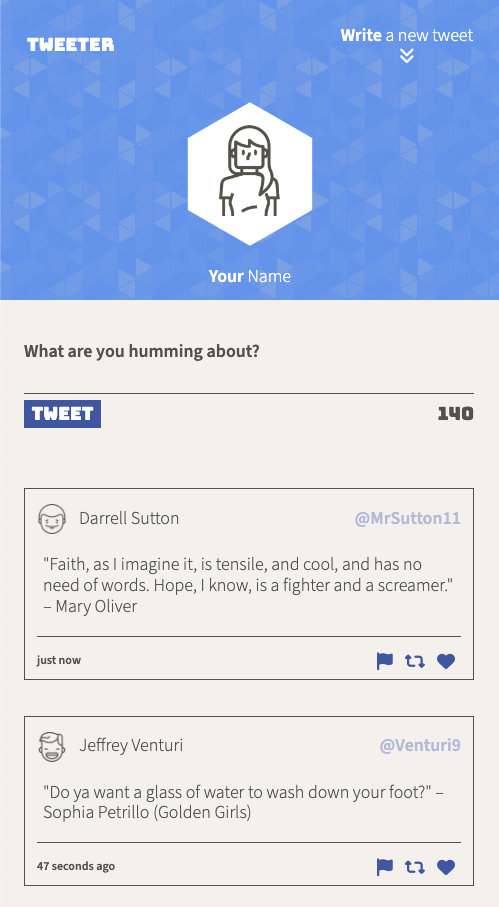 TWEETER
Write a new tweet
Your Name
What are you humming about?
TWEET
140
Darrell Sutton
@MrSutton11
"Faith, as I imagine it, is tensile, and cool, and has no
need of words. Hope, I know, is a fighter and a screamer."
– Mary Oliver
just now
Jeffrey Venturi
@Venturi9
"Do ya want a glass of water to wash down your foot?" –
Sophia Petrillo (Golden Girls)
47 seconds ago